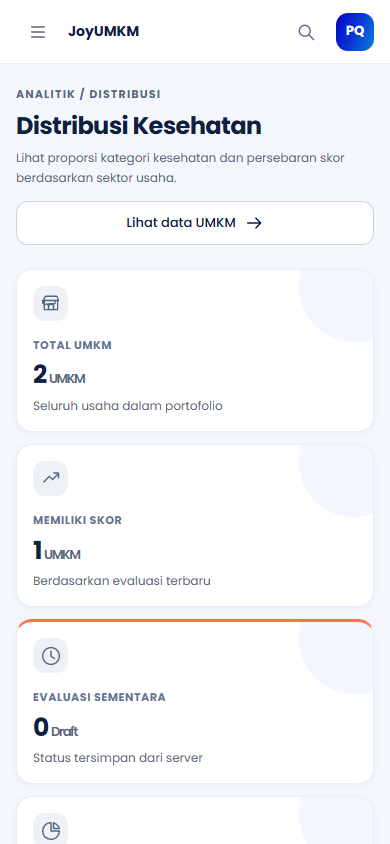 JoyUMKM
PQ
ANALITIK / DISTRIBUSI
Distribusi Kesehatan
Lihat proporsi kategori kesehatan dan persebaran skor
berdasarkan sektor usaha.
Lihat data UMKM
TOTAL UMKM
2 UMKM
Seluruh usaha dalam portofolio
MEMILIKI SKOR
1 UMKM
Berdasarkan evaluasi terbaru
EVALUASI SEMENTARA
0 Draft
Status tersimpan dari server